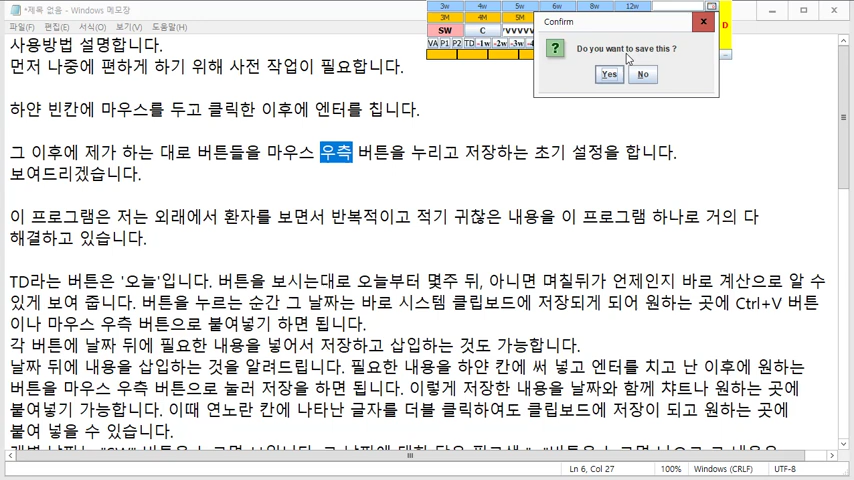 *제목 없음 - Windows 메모장
파일(F) 편집(E) 서식(O) 보기(V) 도움말(H)
3w 4w 5w 6w 8w 12w
3M 4M 5M
SW C
VA P1 P2 TD -1w -2w -3w
D
Confirm
Do you want to save this ?
Yes No
사용방법 설명합니다.
먼저 나중에 편하게 하기 위해 사전 작업이 필요합니다.
하얀 빈칸에 마우스를 두고 클릭한 이후에 엔터를 칩니다.
그 이후에 제가 하는 대로 버튼들을 마우스 우측 버튼을 누리고 저장하는 초기 설정을 합니다.
보여드리겠습니다.
이 프로그램은 저는 외래에서 환자를 보면서 반복적이고 적기 귀찮은 내용을 이 프로그램 하나로 거의 다
해결하고 있습니다.
TD라는 버튼은 '오늘'입니다. 버튼을 보시는대로 오늘부터 몇주 뒤, 아니면 며칠뒤가 언제인지 바로 계산으로 알 수
있게 보여 줍니다. 버튼을 누르는 순간 그 날짜는 바로 시스템 클립보드에 저장되게 되어 원하는 곳에 Ctrl+V 버튼
이나 마우스 우측 버튼으로 붙여넣기 하면 됩니다.
각 버튼에 날짜 뒤에 필요한 내용을 넣어서 저장하고 삽입하는 것도 가능합니다.
날짜 뒤에 내용을 삽입하는 것을 알려드립니다. 필요한 내용을 하얀 칸에 써 넣고 엔터를 치고 난 이후에 원하는
버튼을 마우스 우측 버튼으로 눌러 저장을 하면 됩니다. 이렇게 저장한 내용을 날짜와 함께 챠트나 원하는 곳에
붙여넣기 가능합니다. 이때 연노란 칸에 나타난 글자를 더블 클릭하여도 클립보드에 저장이 되고 원하는 곳에
붙여 넣을 수 있습니다.
Ln 6, Col 27 100% Windows (CRLF) UTF-8